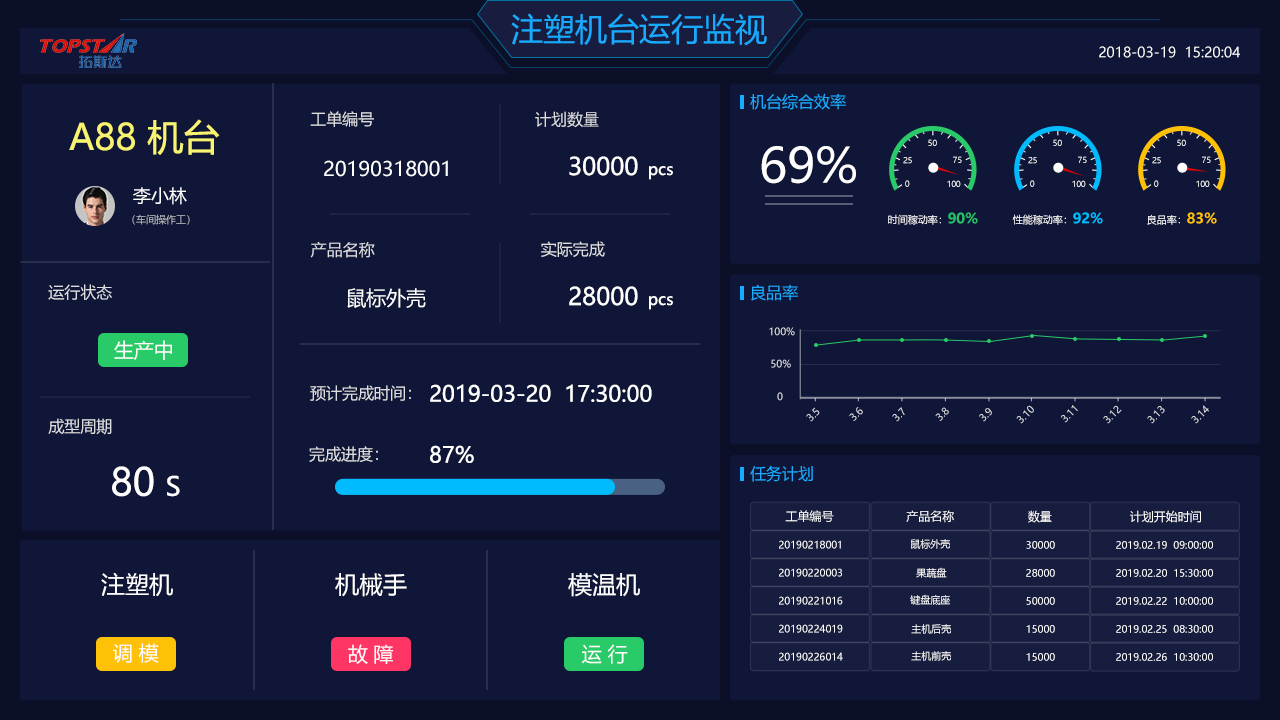 注塑机台运行监视
TOPSTAR
拓斯达
2018-03-19 15:20:04
A88 机台
李小林
(车间操作工)
运行状态
生产中
成型周期
80 s
工单编号
20190318001
计划数量
30000 pcs
产品名称
鼠标外壳
实际完成
28000 pcs
预计完成时间: 2019-03-20 17:30:00
完成进度: 87%
注塑机
调模
机械手
故障
模温机
运行
机台综合效率
69%
0 25 50 75 100
时间稼动率: 90%
0 25 50 75 100
性能稼动率: 92%
0 25 50 75 100
良品率: 83%
良品率
100%
50%
0
3.5 3.6 3.7 3.8 3.9 3.10 3.11 3.12 3.13 3.14
任务计划
工单编号 产品名称 数量 计划开始时间
20190218001 鼠标外壳 30000 2019.02.19 09:00:00
20190220003 果蔬盘 28000 2019.02.20 15:30:00
20190221016 键盘底座 50000 2019.02.22 10:00:00
20190224019 主机后壳 15000 2019.02.25 08:30:00
20190226014 主机前壳 15000 2019.02.26 10:30:00